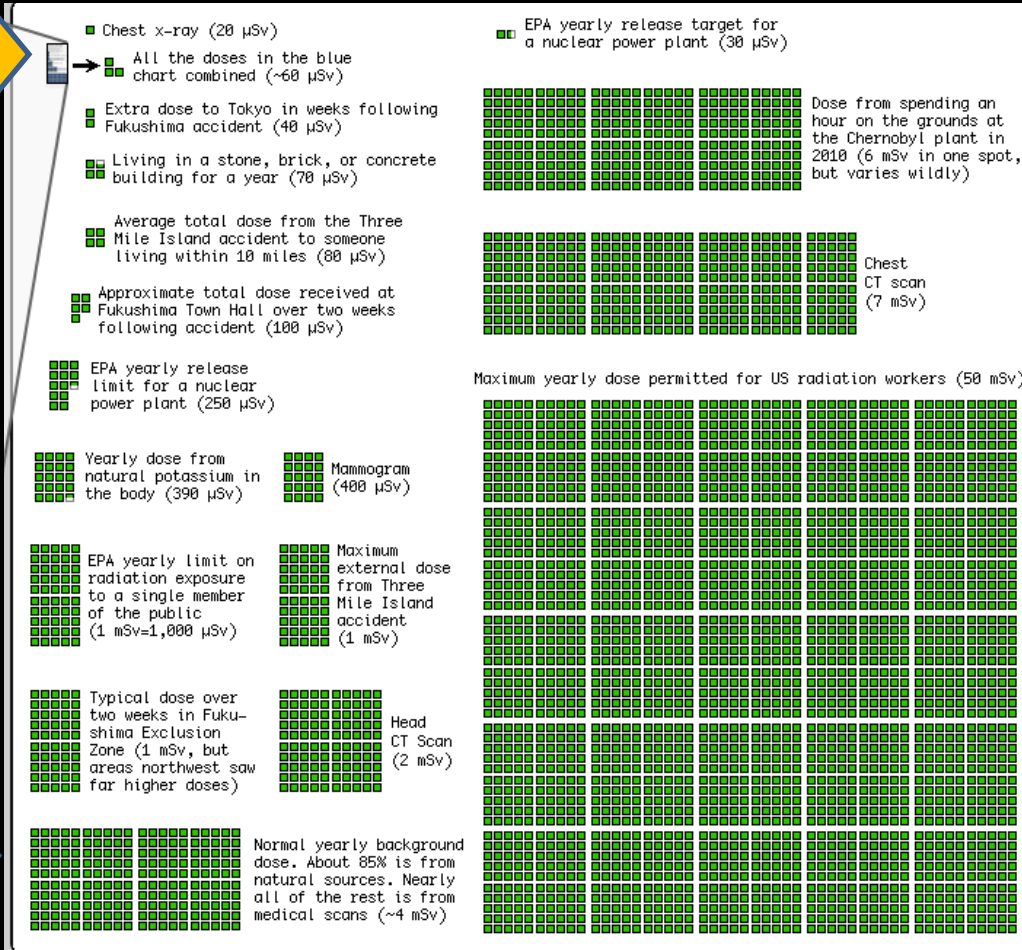 Chest x-ray (20 µSv)
All the doses in the blue
chart combined (~60 µSv)
Extra dose to Tokyo in weeks following
Fukushima accident (40 µSv)
Living in a stone, brick, or concrete
building for a year (70 µSv)
Average total dose from the Three
Mile Island accident to someone
living within 10 miles (80 µSv)
Approximate total dose received at
Fukushima Town Hall over two weeks
following accident (100 µSv)
EPA yearly release
limit for a nuclear
power plant (250 µSv)
Yearly dose from
natural potassium in
the body (390 µSv)
Mammogram
(400 µSv)
EPA yearly limit on
radiation exposure
to a single member
of the public
(1 mSv=1,000 µSv)
Maximum
external dose
from Three
Mile Island
accident
(1 mSv)
Typical dose over
two weeks in Fuku-
shima Exclusion
Zone (1 mSv, but
areas northwest saw
far higher doses)
Head
CT Scan
(2 mSv)
Normal yearly background
dose. About 85% is from
natural sources. Nearly
all of the rest is from
medical scans (~4 mSv)
EPA yearly release target for
a nuclear power plant (30 µSv)
Dose from spending an
hour on the grounds at
the Chernobyl plant in
2010 (6 mSv in one spot,
but varies wildly)
Chest
CT scan
(7 mSv)
Maximum yearly dose permitted for US radiation workers (50 mSv)